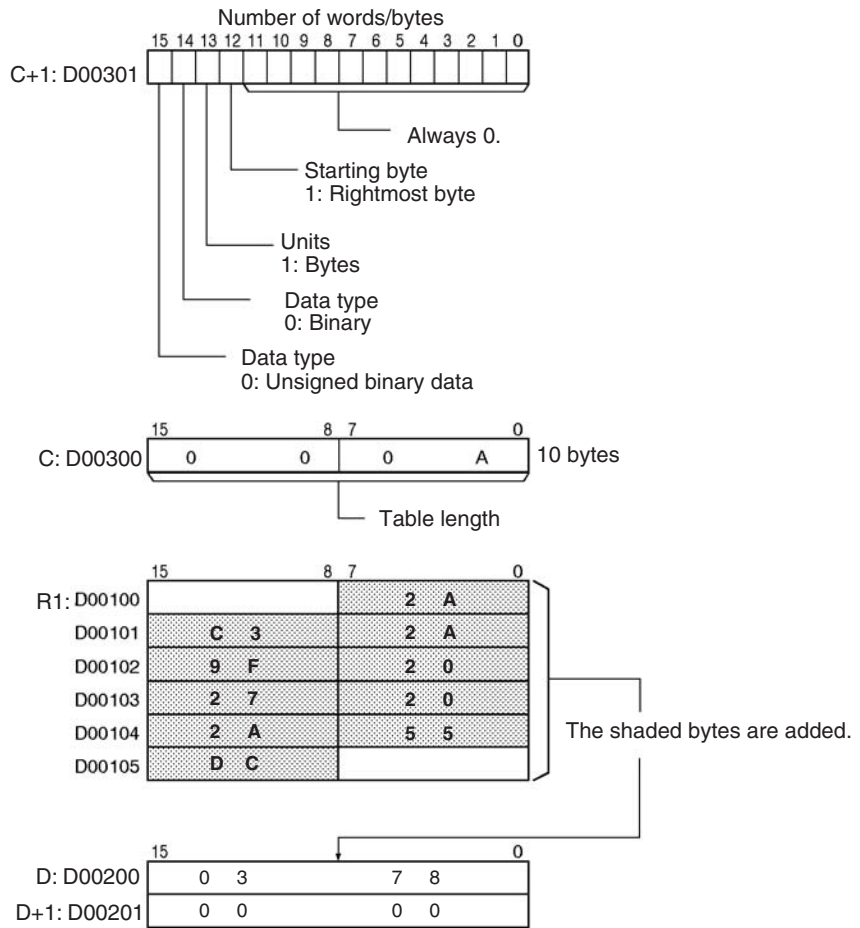 Number of words/bytes
15 14 13 12 11 10 9 8 7 6 5 4 3 2 1 0
C+1: D00301
Always 0.
Starting byte
1: Rightmost byte
Units
1: Bytes
Data type
0: Binary
Data type
0: Unsigned binary data
15 8 7 0
C: D00300 0 0 0 A 10 bytes
Table length
15 8 7 0
R1: D00100 2 A
D00101 C 3 2 A
D00102 9 F 2 0
D00103 2 7 2 0
D00104 2 A 5 5
The shaded bytes are added.
D00105 D C
15 0
D: D00200 0 3 7 8
D+1: D00201 0 0 0 0